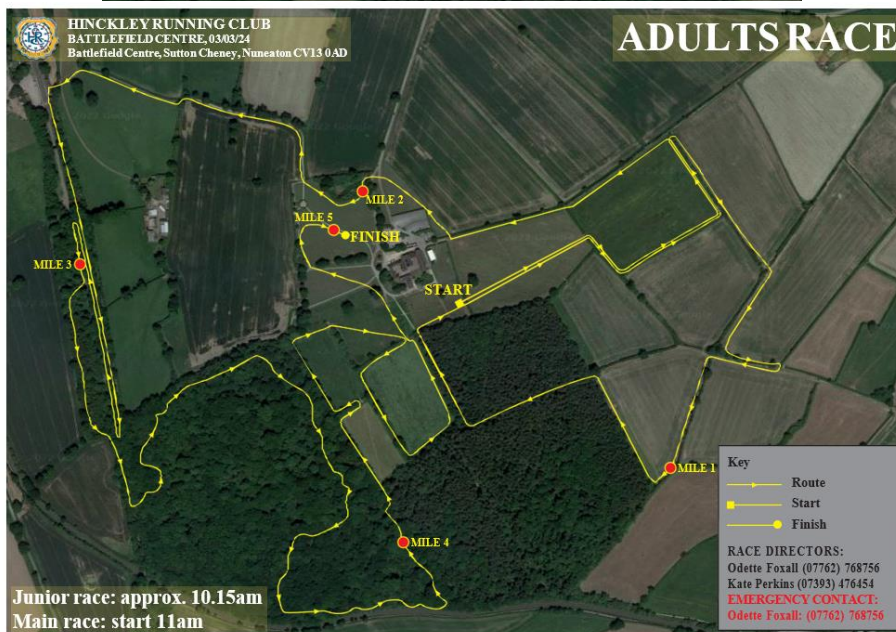 HINCKLEY RUNNING CLUB
BATTLEFIELD CENTRE, 03/03/24
Battlefield Centre, Sutton Cheney, Nuneaton CV13 0AD
ADULTS RACE
MILE 2
MILE 5
FINISH
MILE 3
START
MILE 1
MILE 4
Key
Route
Start
Finish
RACE DIRECTORS:
Odette Foxall (07762) 768756
Kate Perkins (07393) 476454
EMERGENCY CONTACT:
Odette Foxall: (07762) 768756
Junior race: approx. 10.15am
Main race: start 11am